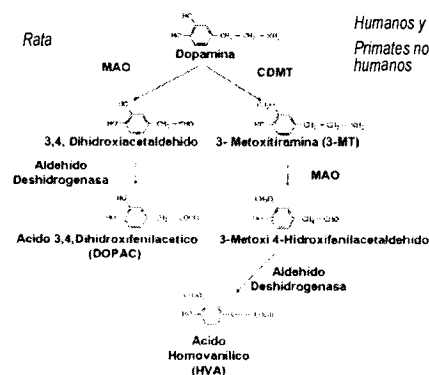 Rata
Humanos y
Primates no
humanos
Dopamina
MAO
CDMT
3,4, Dihidroxiacetaldehido
3- Metoxitiramina (3-MT)
Aldehido
Deshidrogenasa
MAO
Acido 3,4,Dihidroxifenilacetico
(DOPAC)
3-Metoxi 4-Hidroxifenilacetaldehido
Aldehido
Deshidrogenasa
Acido
Homovanilico
(HVA)